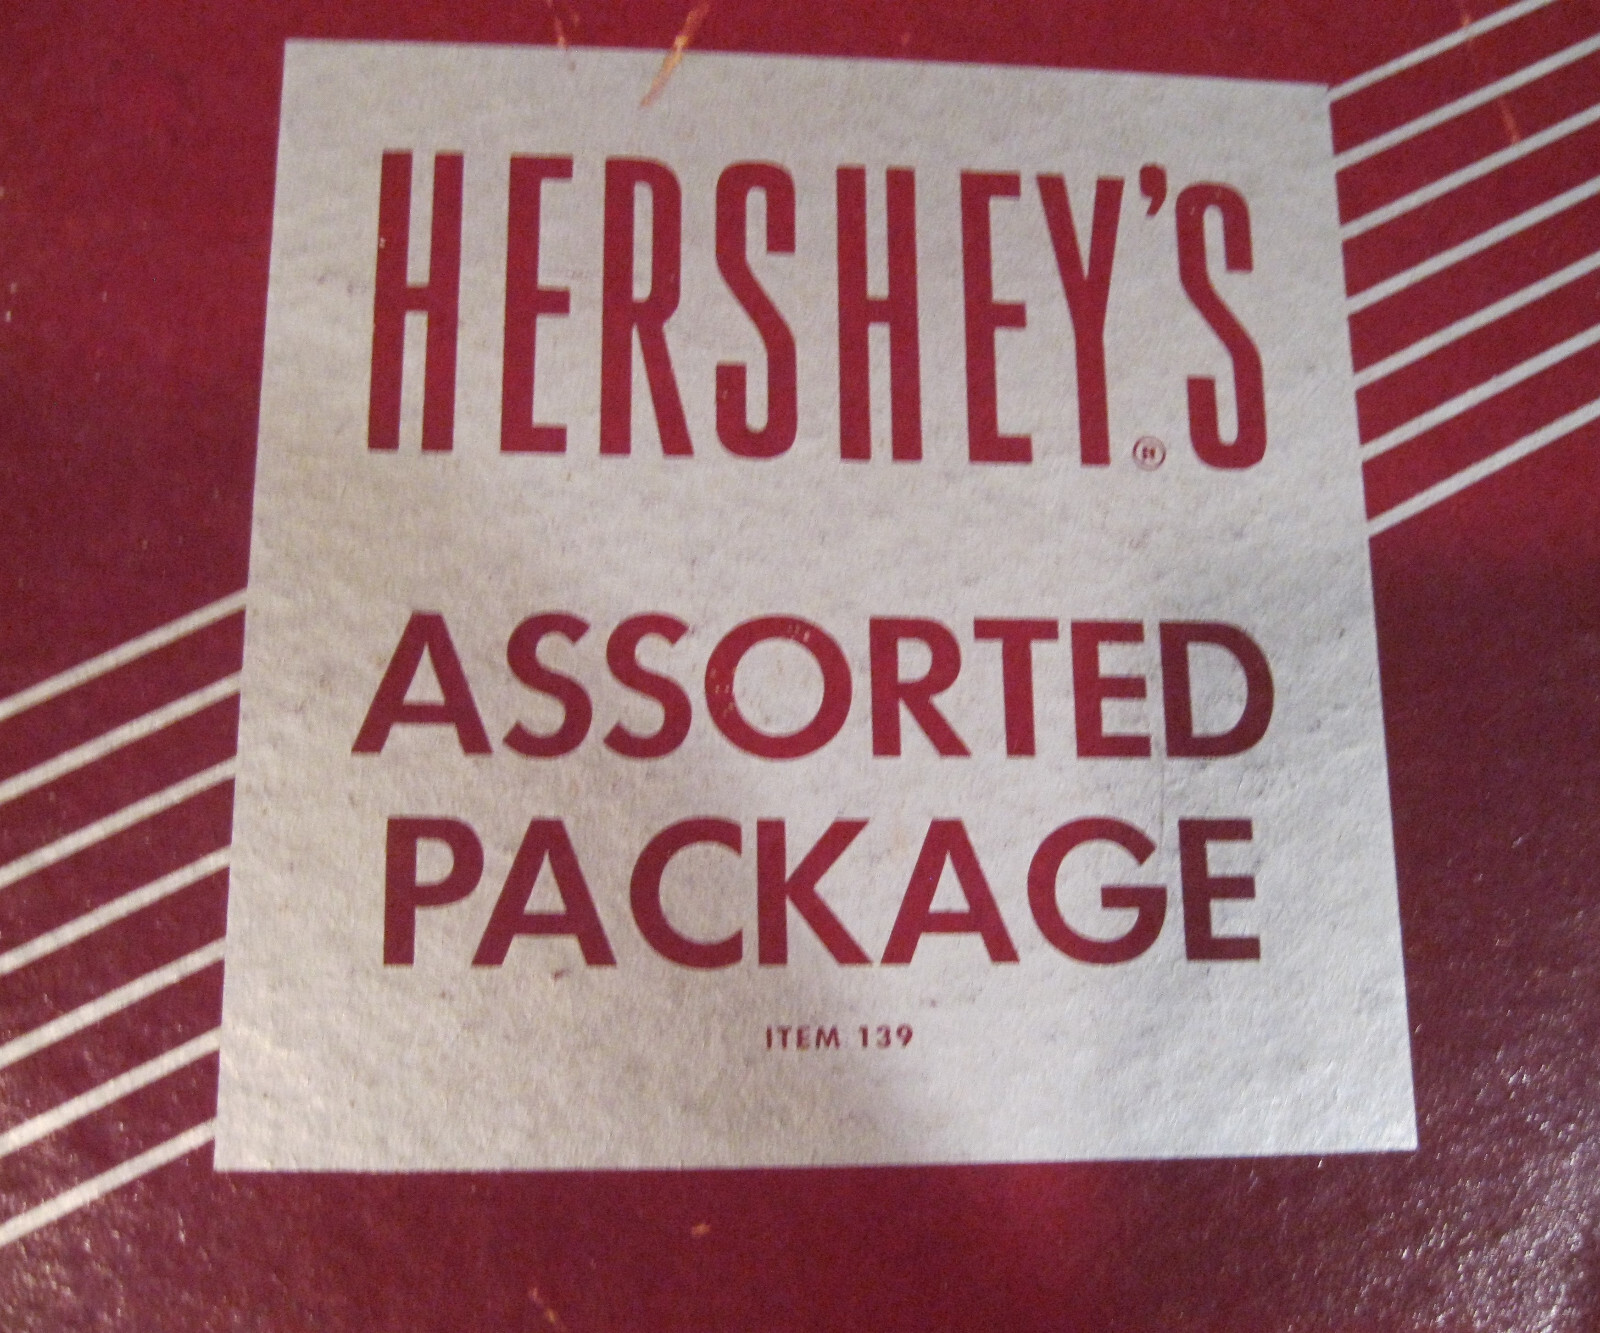 HERSHEY'S®
ASSORTED
PACKAGE
ITEM 139